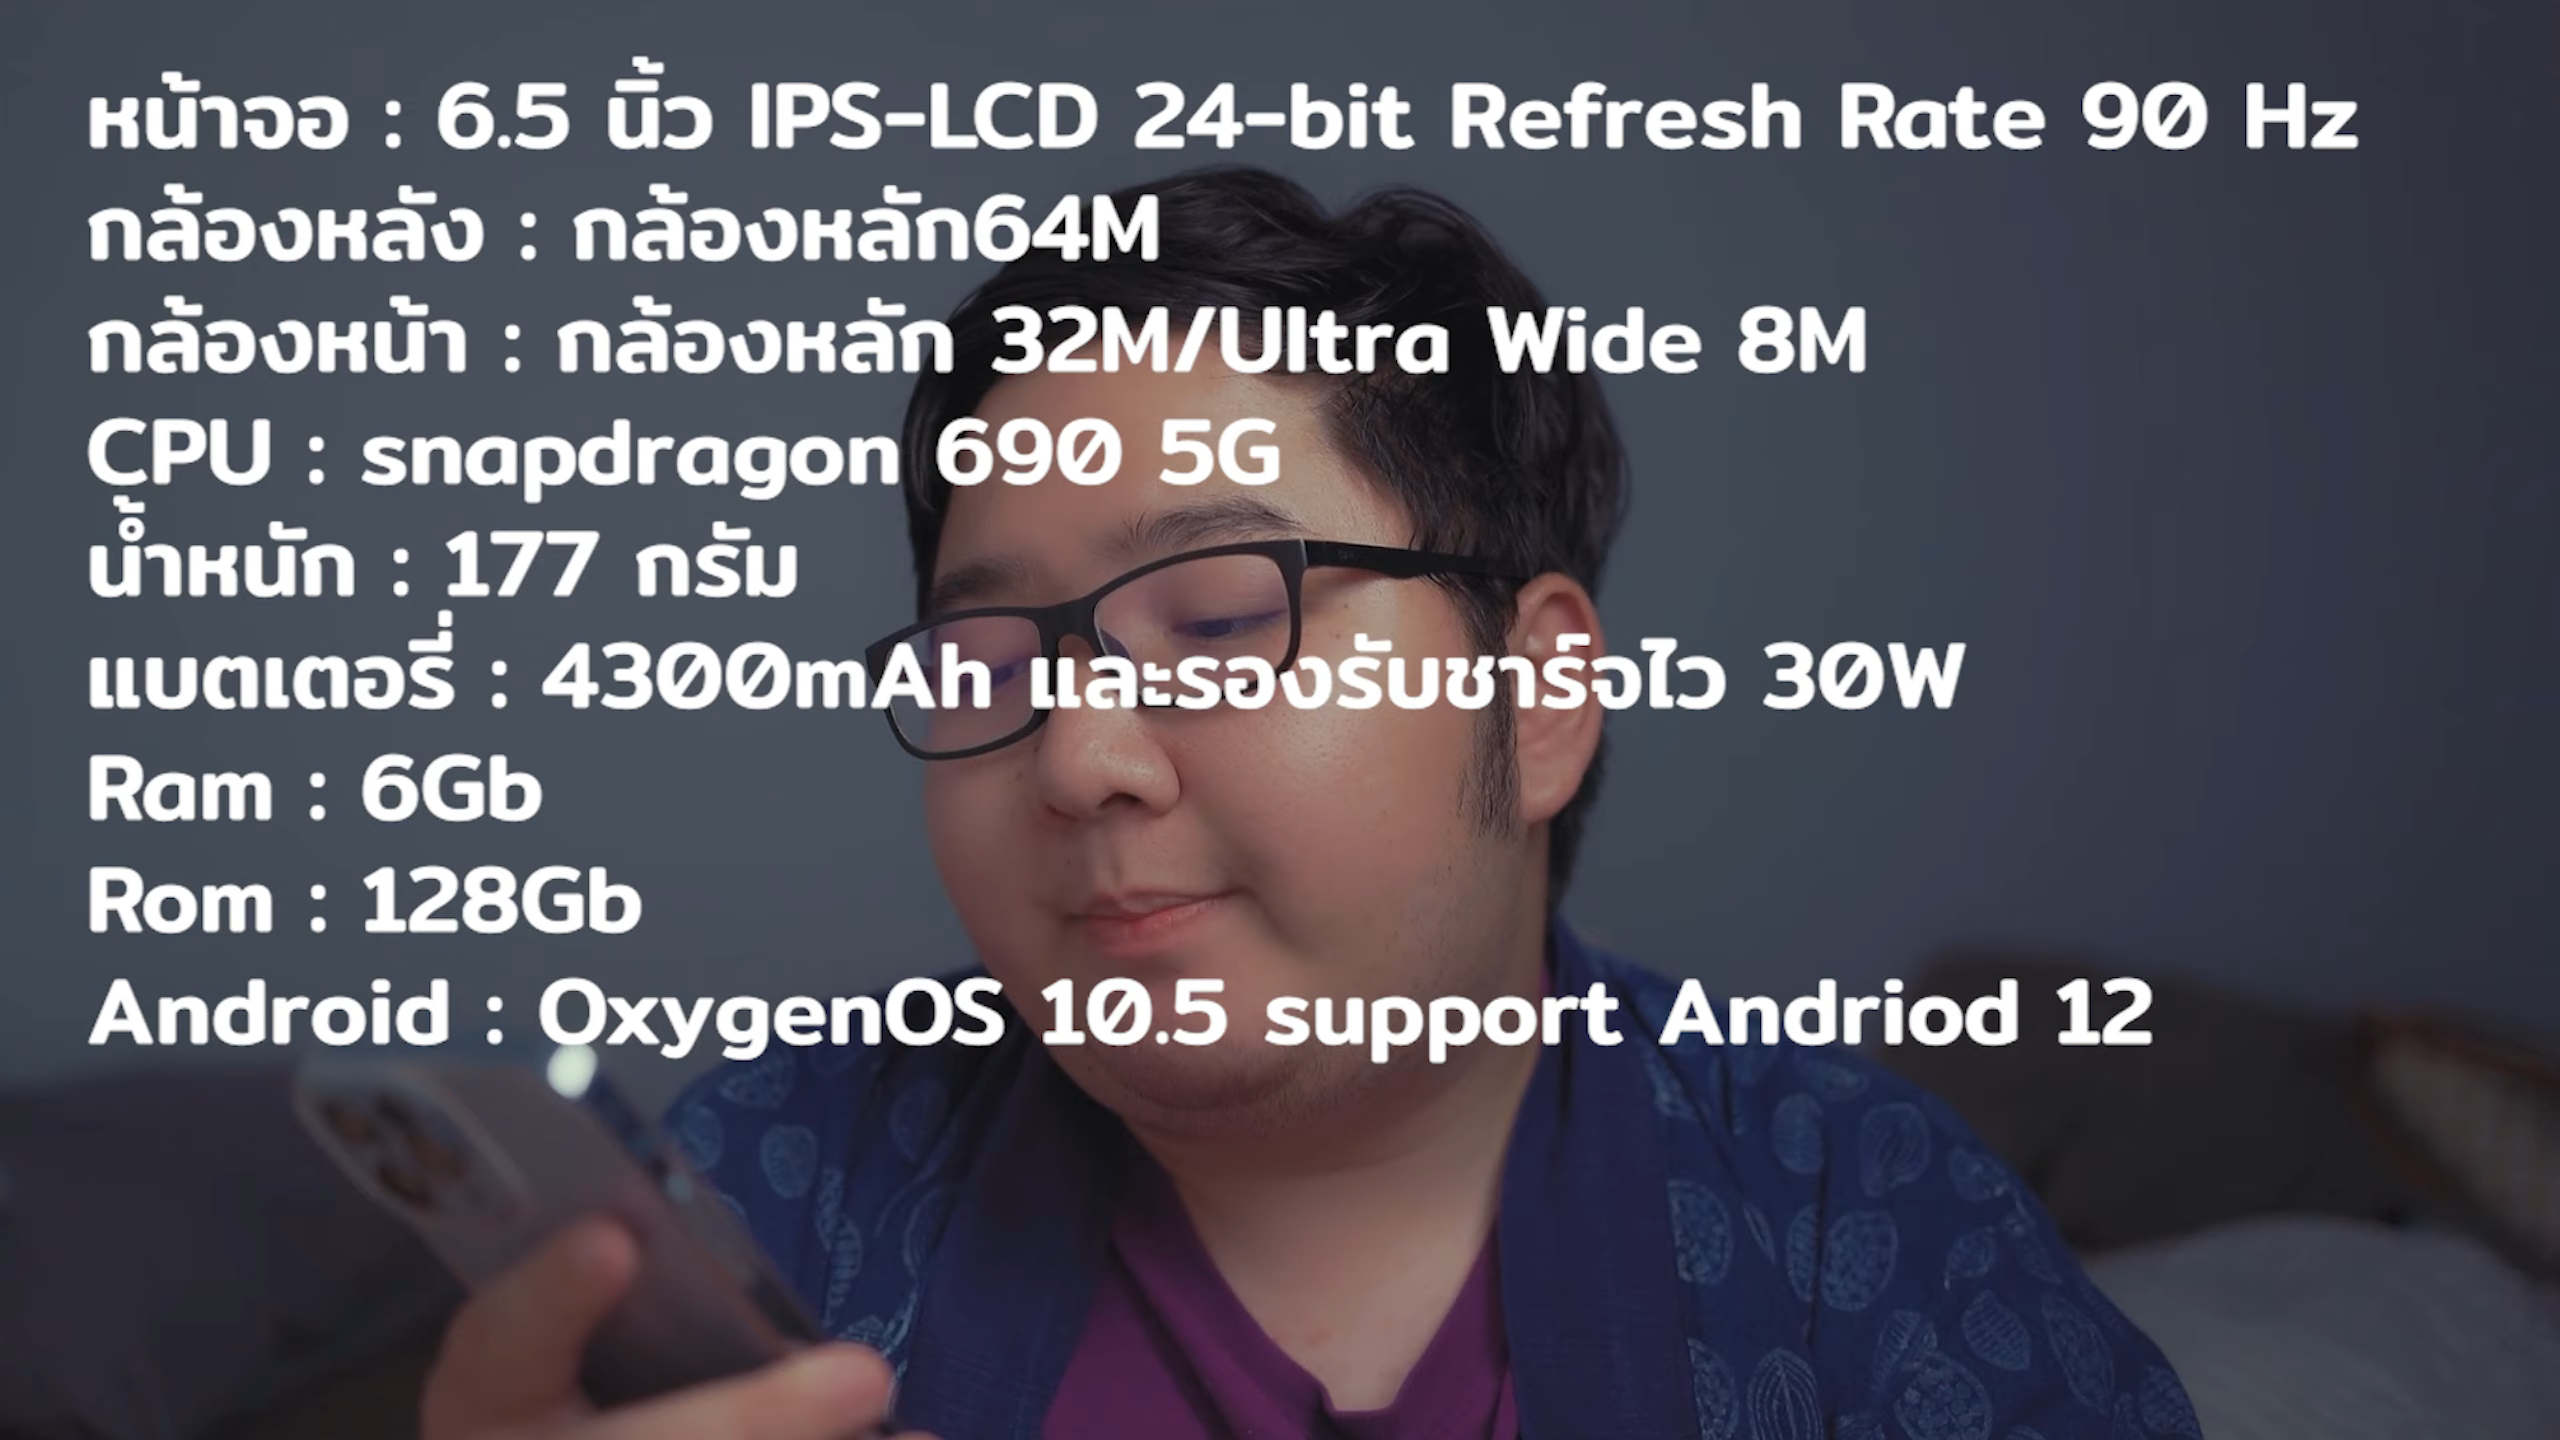 หน้าจอ : 6.5 นิ้ว IPS-LCD 24-bit Refresh Rate 90 Hz
กล้องหลัง : กล้องหลัก64M
กล้องหน้า : กล้องหลัก 32M/Ultra Wide 8M
CPU : snapdragon 690 5G
น้ำหนัก : 177 กรัม
แบตเตอรี่ : 4300mAh และรองรับชาร์จไว 30W
Ram : 6Gb
Rom : 128Gb
Android : OxygenOS 10.5 support Andriod 12